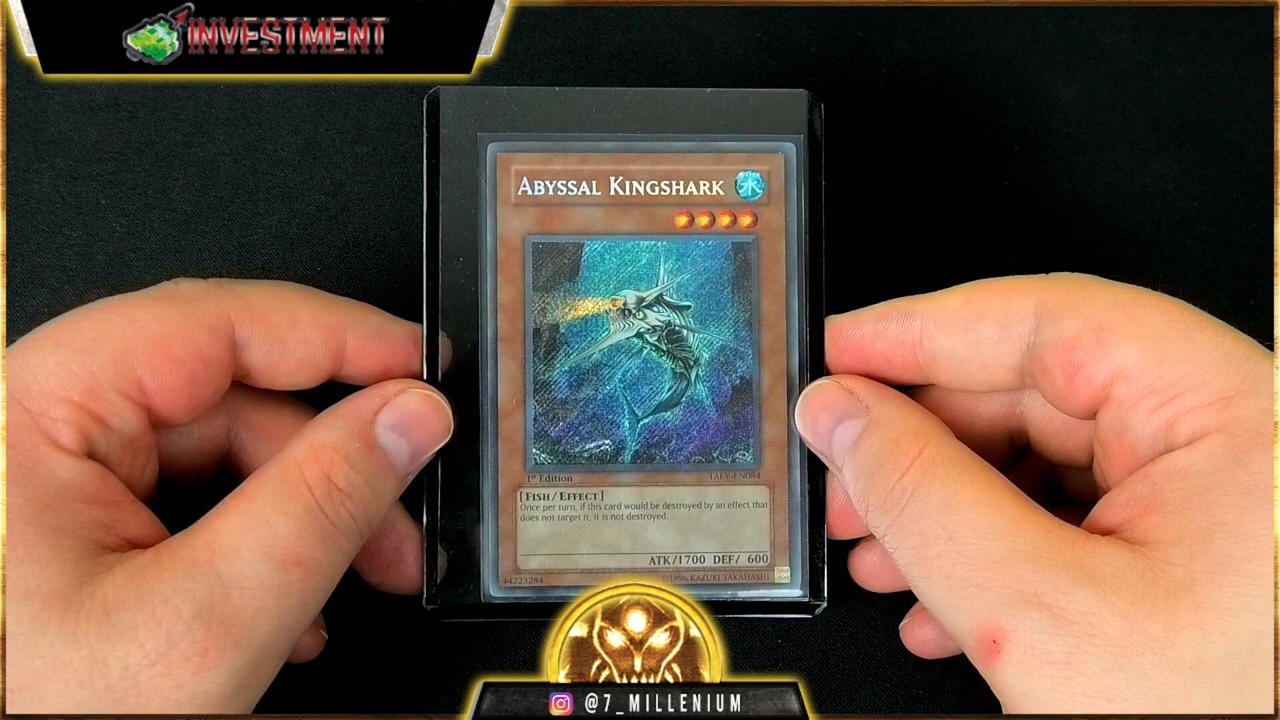 INVESTMENT
ABYSSAL KINGSHARK
水
1st Edition
TAEV-EN084
[FISH/EFFECT]
Once per turn, if this card would be destroyed by an effect that
does not target it, it is not destroyed.
ATK/1700 DEF/ 600
44223284
©1996 KAZUKI TAKAHASHI
@7_MILLENIUM